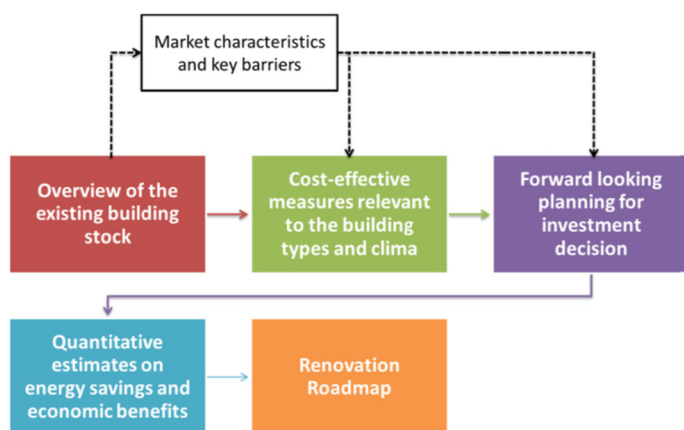 Market characteristics
and key barriers
Overview of the
existing building
stock
Cost-effective
measures relevant
to the building
types and clima
Forward looking
planning for
investment
decision
Quantitative
estimates on
energy savings and
economic benefits
Renovation
Roadmap